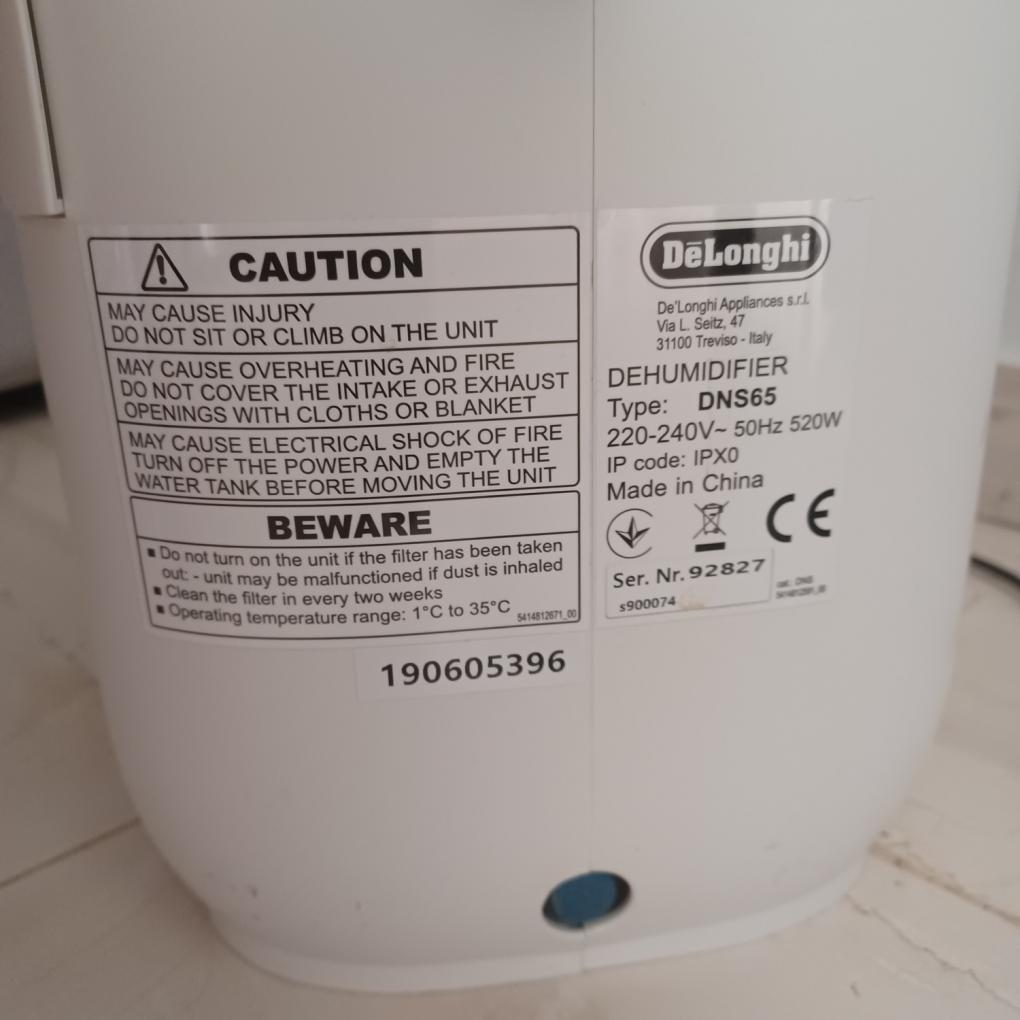 CAUTION
MAY CAUSE INJURY
DO NOT SIT OR CLIMB ON THE UNIT
MAY CAUSE OVERHEATING AND FIRE
DO NOT COVER THE INTAKE OR EXHAUST
OPENINGS WITH CLOTHS OR BLANKET
MAY CAUSE ELECTRICAL SHOCK OF FIRE
TURN OFF THE POWER AND EMPTY THE
WATER TANK BEFORE MOVING THE UNIT
BEWARE
▪ Do not turn on the unit if the filter has been taken
out: - unit may be malfunctioned if dust is inhaled
▪ Clean the filter in every two weeks
▪ Operating temperature range: 1°C to 35°C
5414812671_00
DēLonghi
De'Longhi Appliances s.r.l.
Via L. Seitz, 47
31100 Treviso - Italy
DEHUMIDIFIER
Type: DNS65
220-240V~ 50Hz 520W
IP code: IPX0
Made in China
CE
Ser. Nr. 92827
s900074
cat.: DNS
190605396